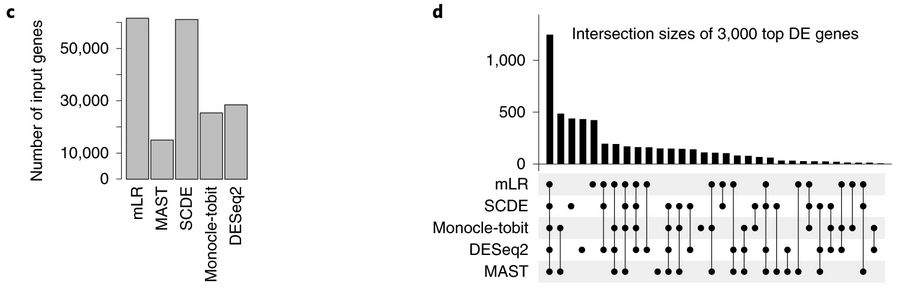 c
Number of input genes
50,000
30,000
10,000
0
mLR
MAST
SCDE
Monocle-tobit
DESeq2
d
Intersection sizes of 3,000 top DE genes
1,000
500
0
mLR
SCDE
Monocle-tobit
DESeq2
MAST